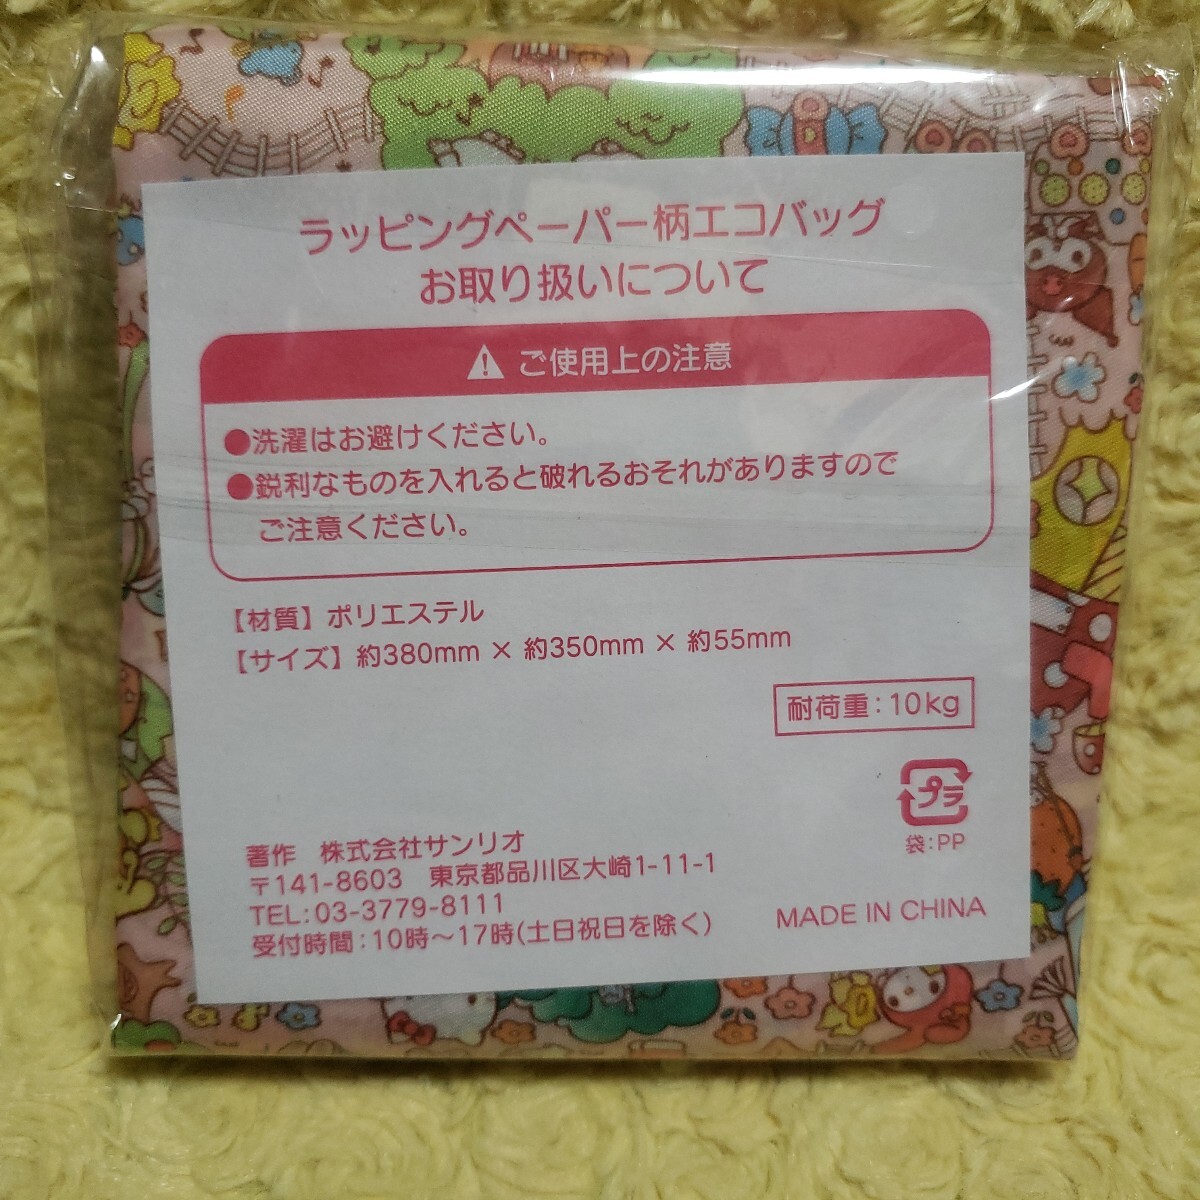 ラッピングペーパー柄エコバッグ
お取り扱いについて
ご使用上の注意
●洗濯はお避けください。
●鋭利なものを入れると破れるおそれがありますので
ご注意ください。
【材質】ポリエステル
【サイズ】約380mm × 約350mm × 約55mm
耐荷重：10kg
プラ
袋：PP
著作　株式会社サンリオ
〒141-8603　東京都品川区大崎1-11-1
TEL：03-3779-8111
受付時間：10時～17時(土日祝日を除く)
MADE IN CHINA